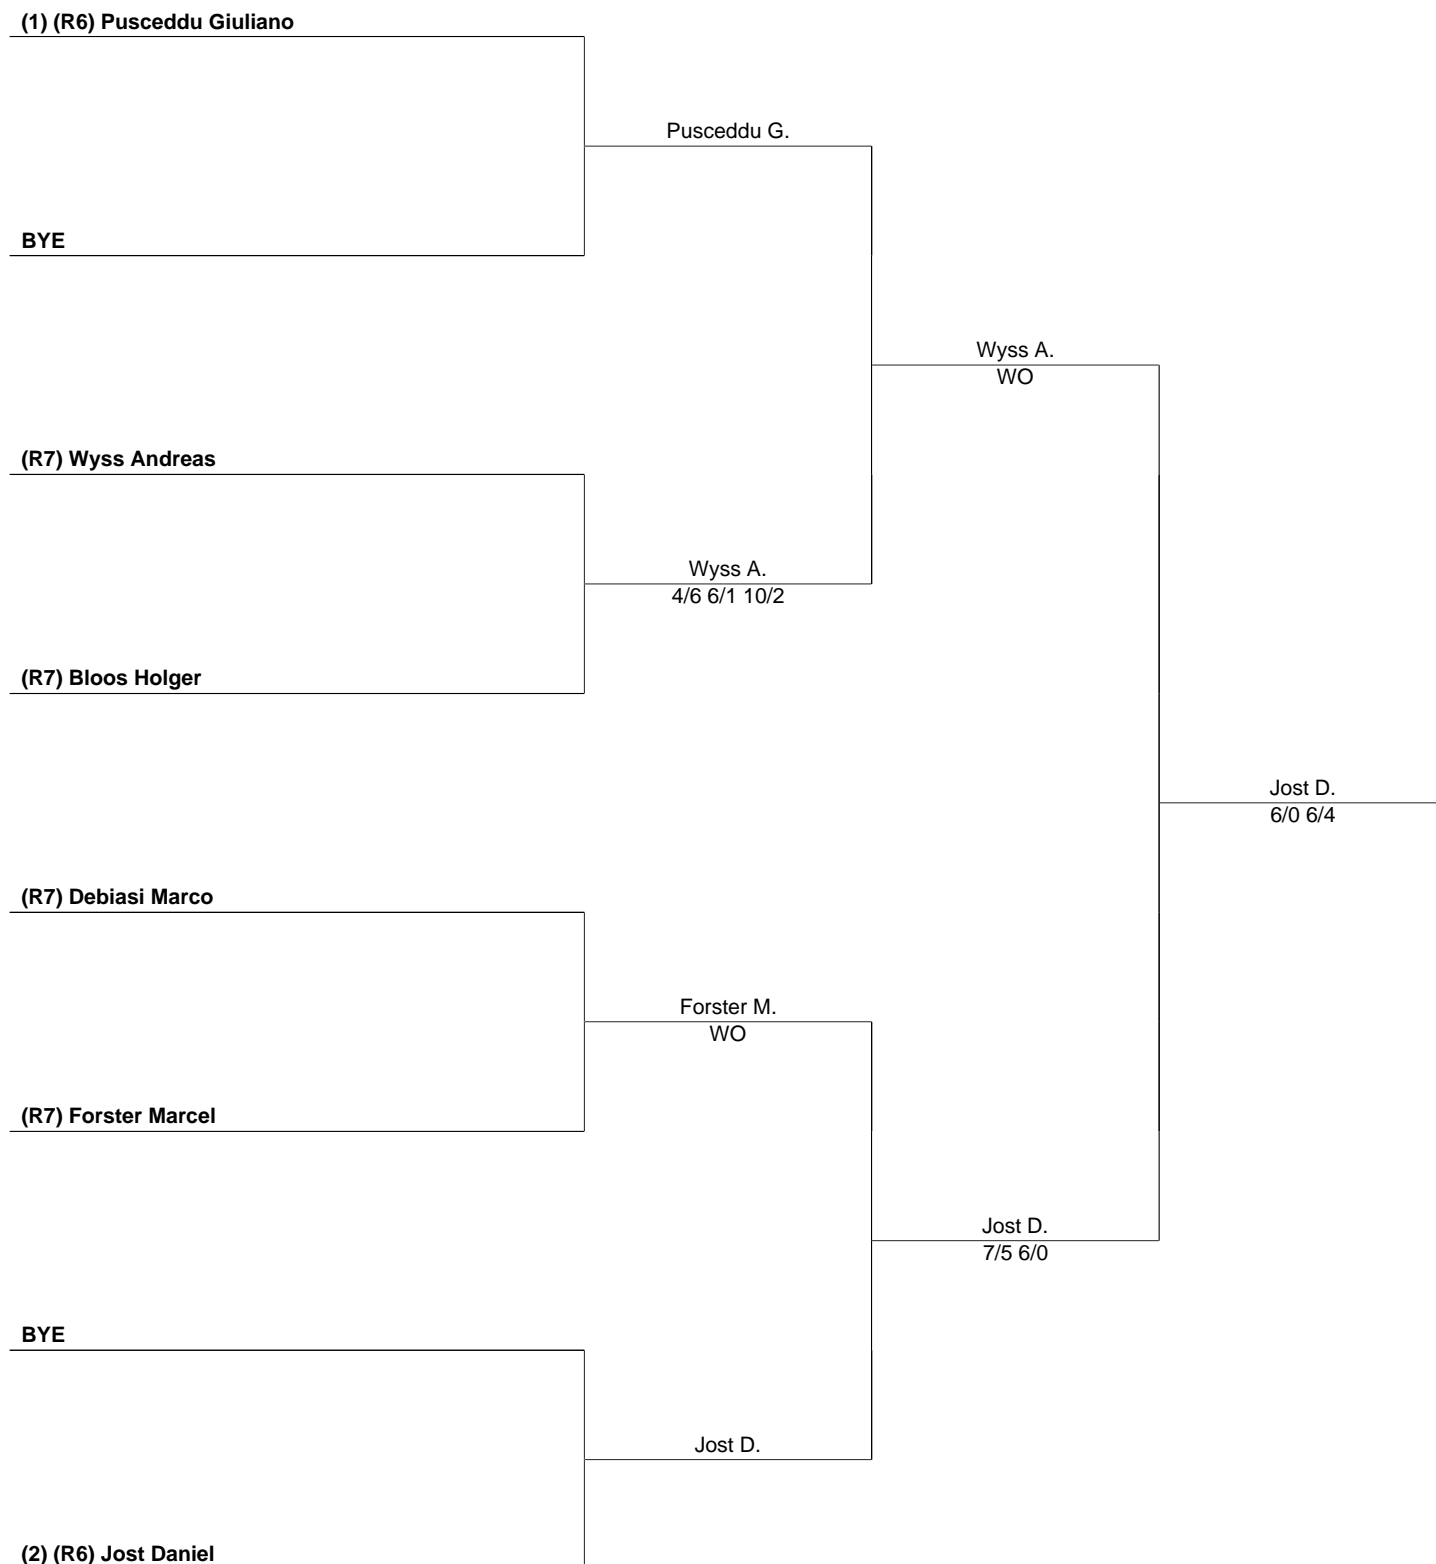 (1) (R6) Pusceddu Giuliano
Pusceddu G.
BYE
Wyss A.
WO
(R7) Wyss Andreas
Wyss A.
4/6 6/1 10/2
(R7) Bloos Holger
Jost D.
6/0 6/4
(R7) Debiasi Marco
Forster M.
WO
(R7) Forster Marcel
Jost D.
7/5 6/0
BYE
Jost D.
(2) (R6) Jost Daniel